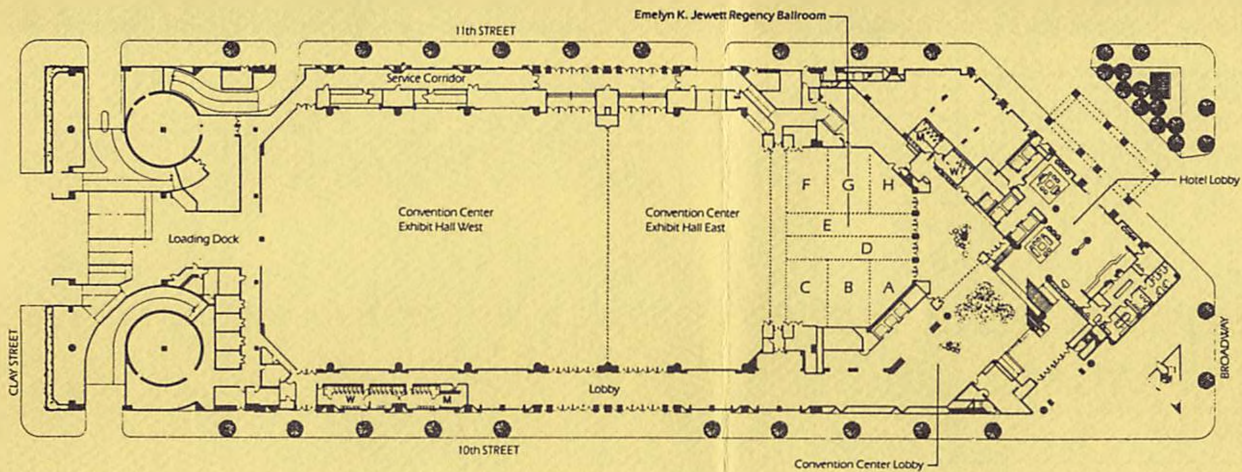 Emelyn K. Jewett Regency Ballroom
11th STREET
Service Corridor
M
W
F
G
H
Hotel Lobby
Convention Center
Exhibit Hall West
Convention Center
Exhibit Hall East
E
Loading Dock
D
C
B
A
CLAY STREET
BROADWAY
Lobby
W
M
10th STREET
Convention Center Lobby